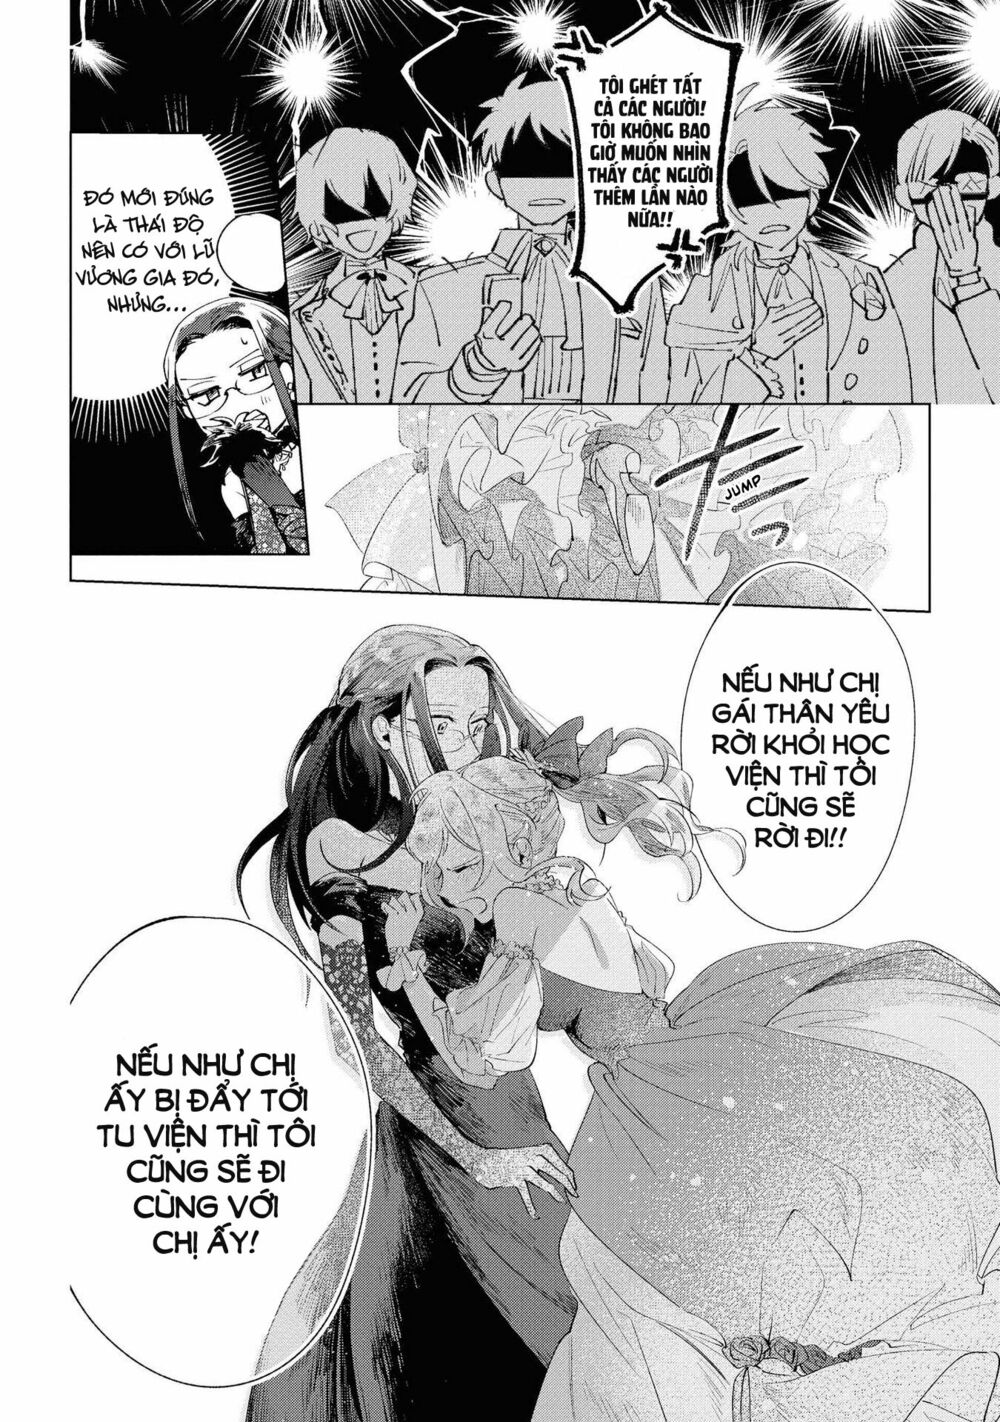 TÔI GHÉT TẤT
CẢ CÁC NGƯỜI!
TÔI KHÔNG BAO
GIỜ MUỐN NHÌN
THẤY CÁC NGƯỜI
THÊM LẦN NÀO
NỮA!!
ĐÓ MỚI ĐÚNG
LÀ THÁI ĐỘ
NÊN CÓ VỚI LŨ
VƯƠNG GIA ĐÓ,
NHƯNG...
JUMP
NẾU NHƯ CHỊ
GÁI THÂN YÊU
RỜI KHỎI HỌC
VIỆN THÌ TÔI
CŨNG SẼ
RỜI ĐI!!
NẾU NHƯ CHỊ
ẤY BỊ ĐẨY TỚI
TU VIỆN THÌ TÔI
CŨNG SẼ ĐI
CÙNG VỚI
CHỊ ẤY!